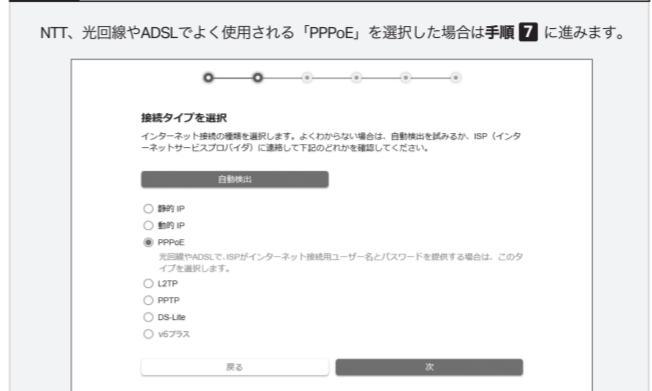 NTT、光回線やADSLでよく使用される「PPPoE」を選択した場合は手順 7 に進みます。
接続タイプを選択
インターネット接続の種類を選択します。よくわからない場合は、自動検出を試みるか、ISP（インタ
ーネットサービスプロバイダ）に連絡して下記のどれかを確認してください。
自動検出
静的 IP
動的 IP
PPPoE
光回線やADSLで、ISPがインターネット接続用ユーザー名とパスワードを提供する場合は、このタ
イプを選択します。
L2TP
PPTP
DS-Lite
v6プラス
戻る
次